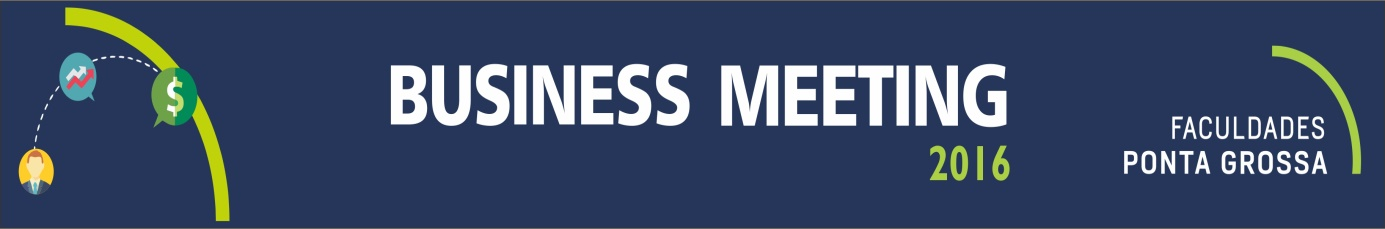 BUSINESS MEETING
2016
FACULDADES
PONTA GROSSA